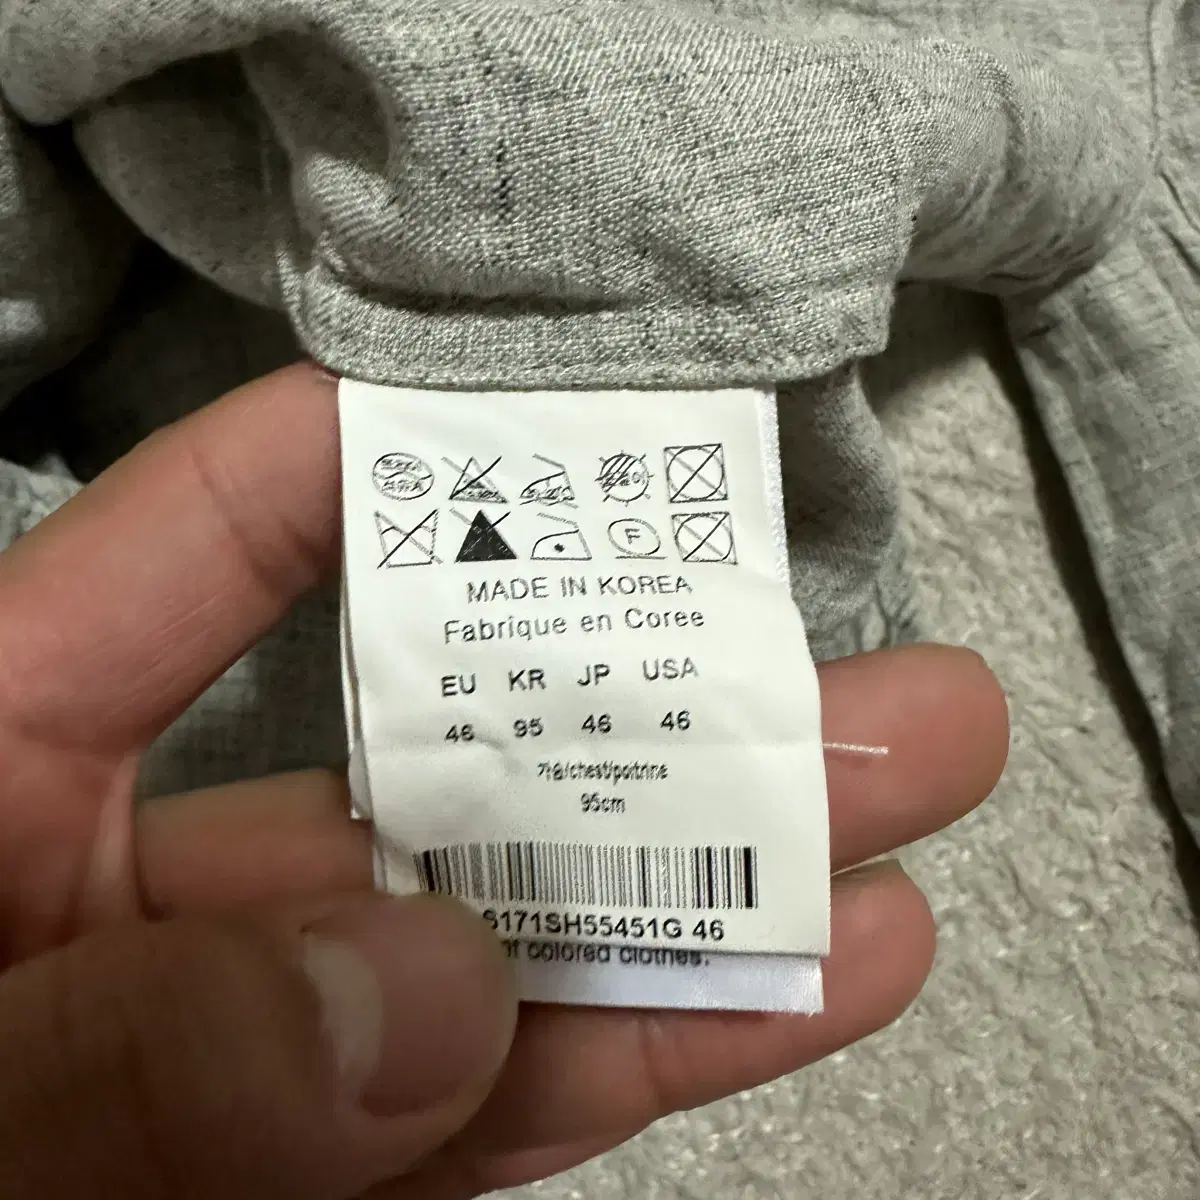 F
MADE IN KOREA
Fabrique en Coree
EU KR JP USA
46 95 46 46
가슴/chest/poitrine
95cm
S171SH55451G 46
colored clothes.